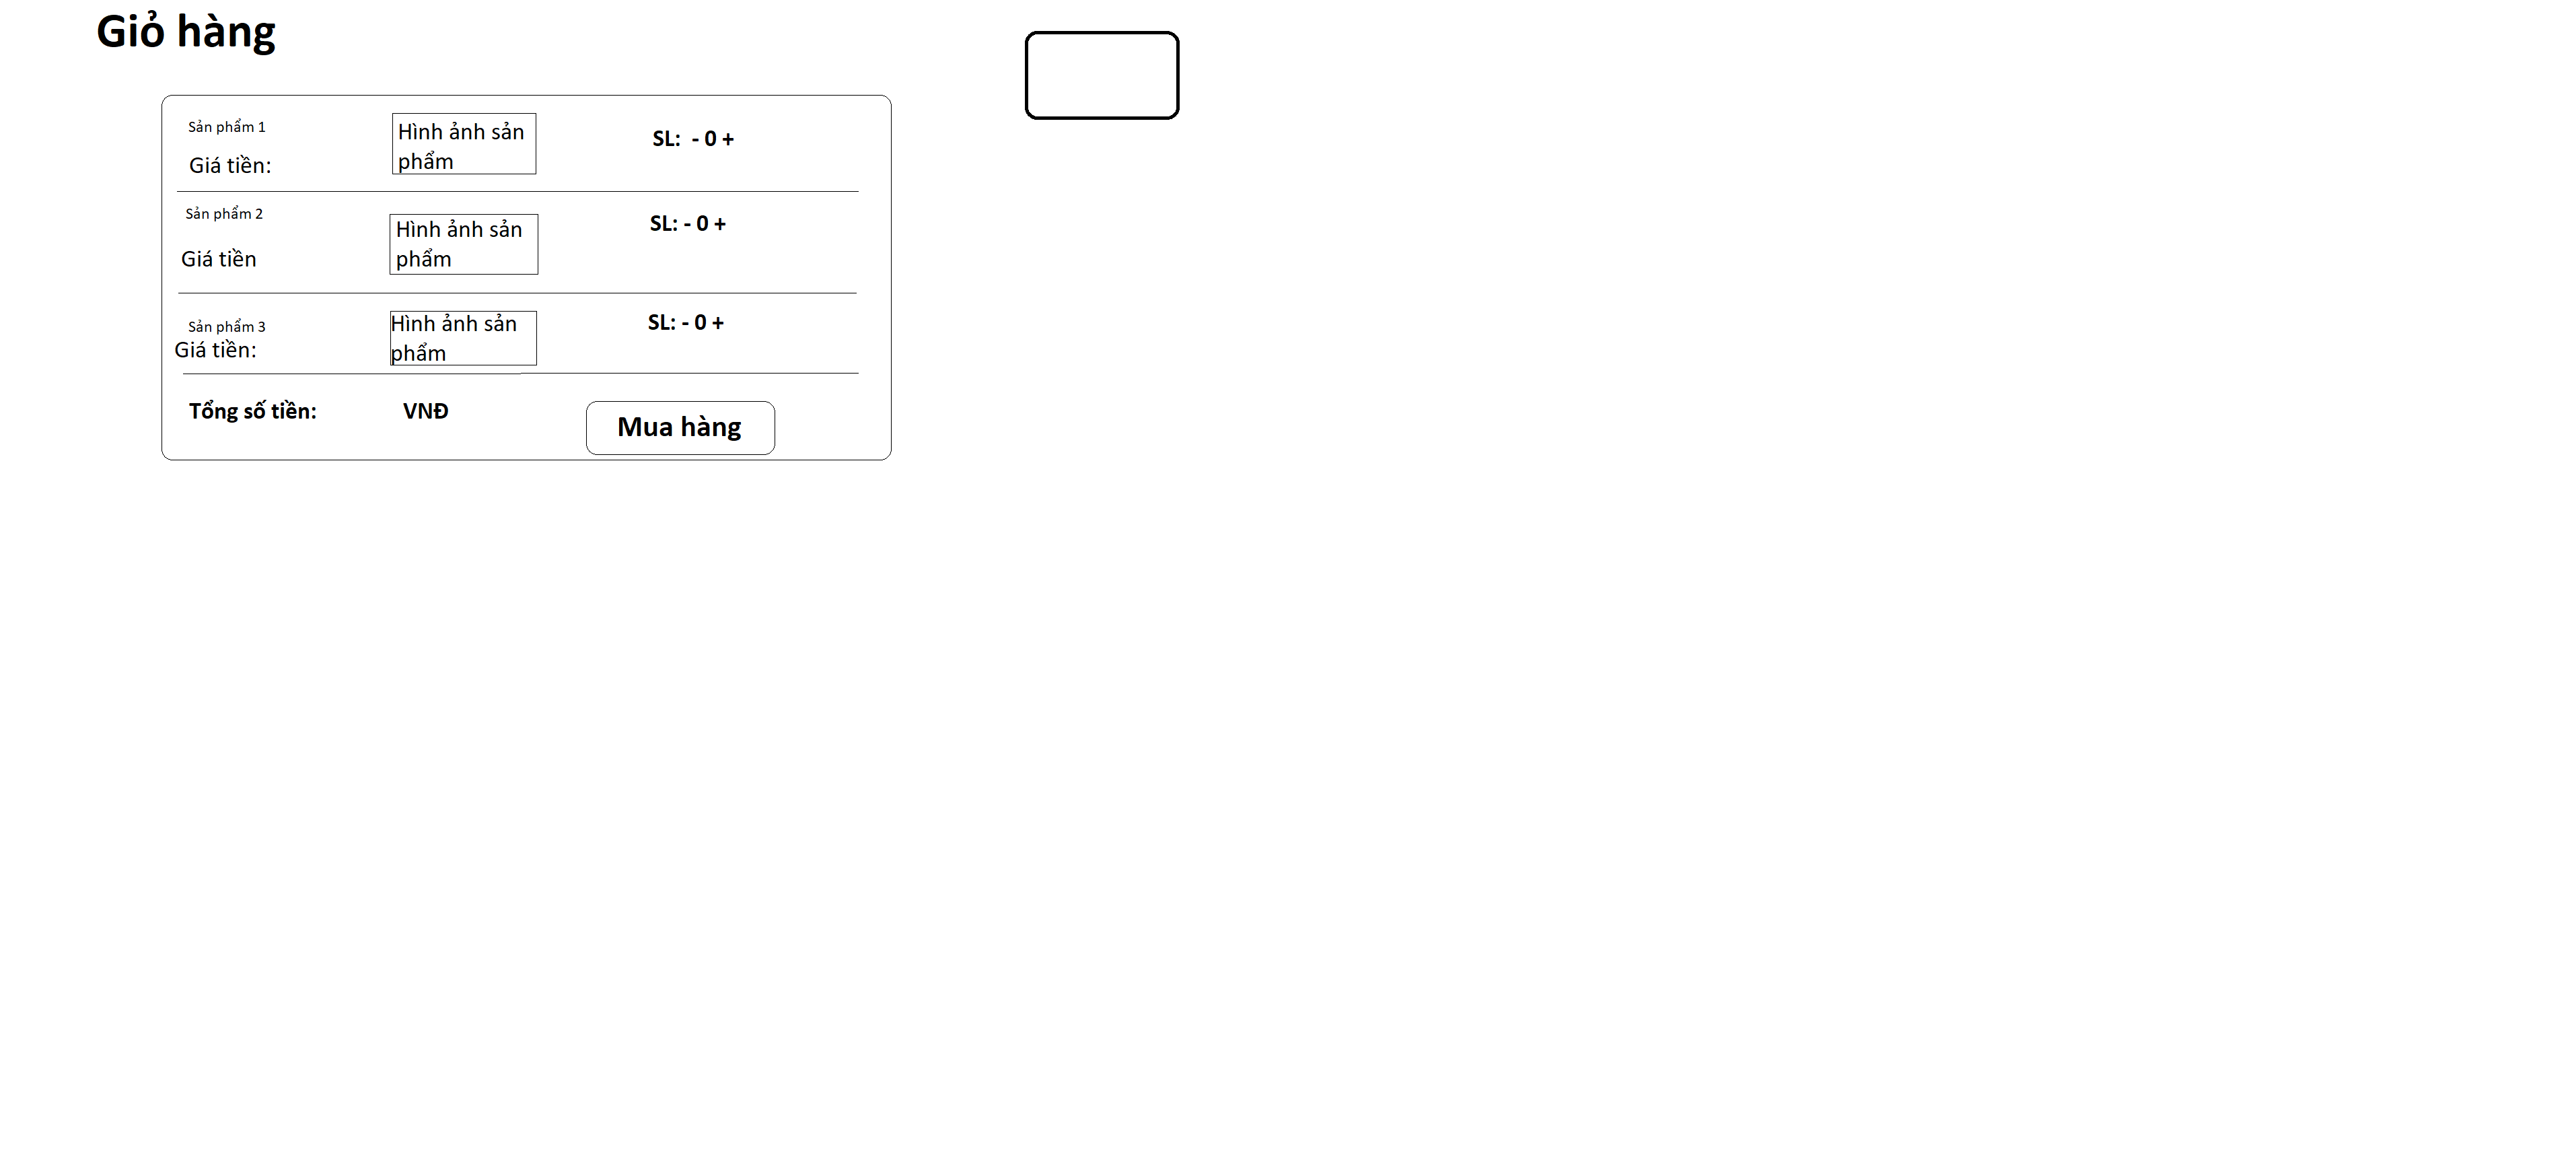 Giỏ hàng
Sản phẩm 1
Giá tiền:
Hình ảnh sản
phẩm
SL:  - 0 +
Sản phẩm 2
Giá tiền
Hình ảnh sản
phẩm
SL: - 0 +
Sản phẩm 3
Giá tiền:
Hình ảnh sản
phẩm
SL: - 0 +
Tổng số tiền:
VNĐ
Mua hàng